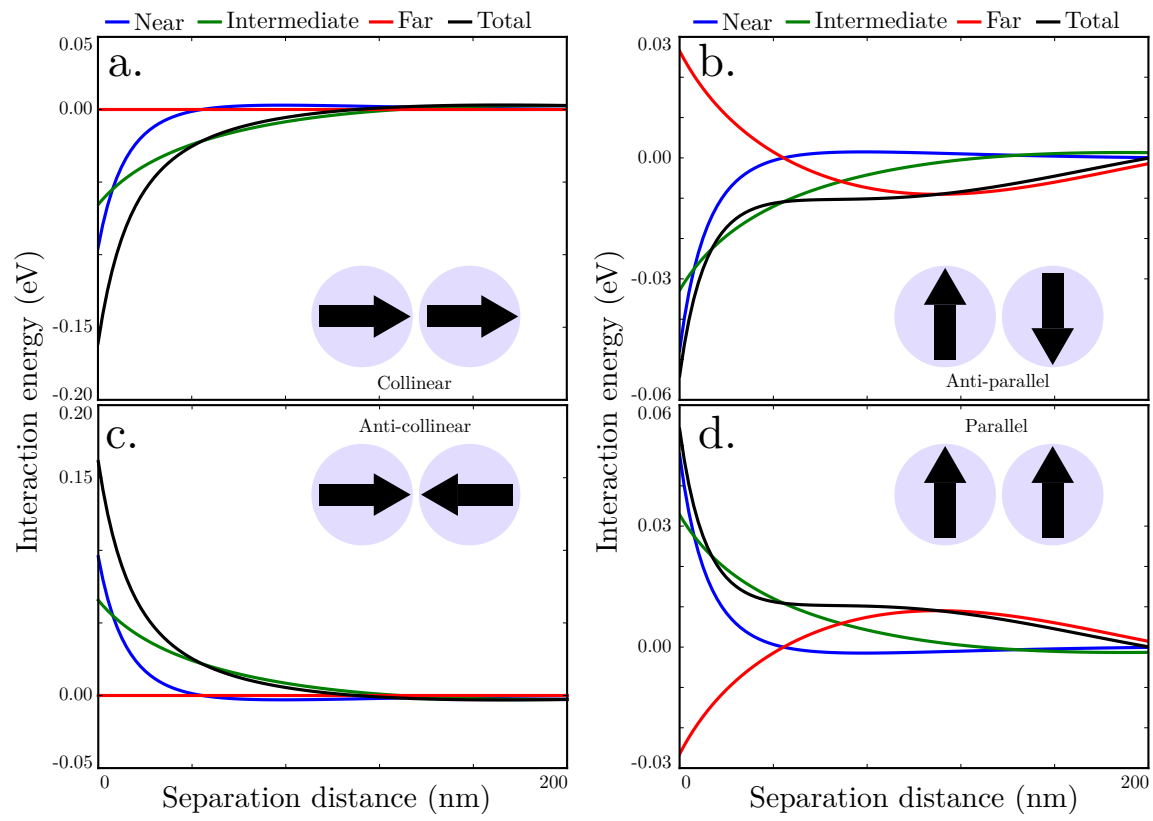 Near Intermediate Far Total
Near Intermediate Far Total
a.
0.05
0.00
-0.15
-0.20
Interaction energy (eV)
Collinear
b.
0.03
0.00
-0.03
-0.06
Interaction energy (eV)
Anti-parallel
c.
0.20
0.15
0.00
-0.05
Anti-collinear
0
200
Separation distance (nm)
d.
0.06
0.03
0.00
-0.03
Parallel
0
200
Separation distance (nm)